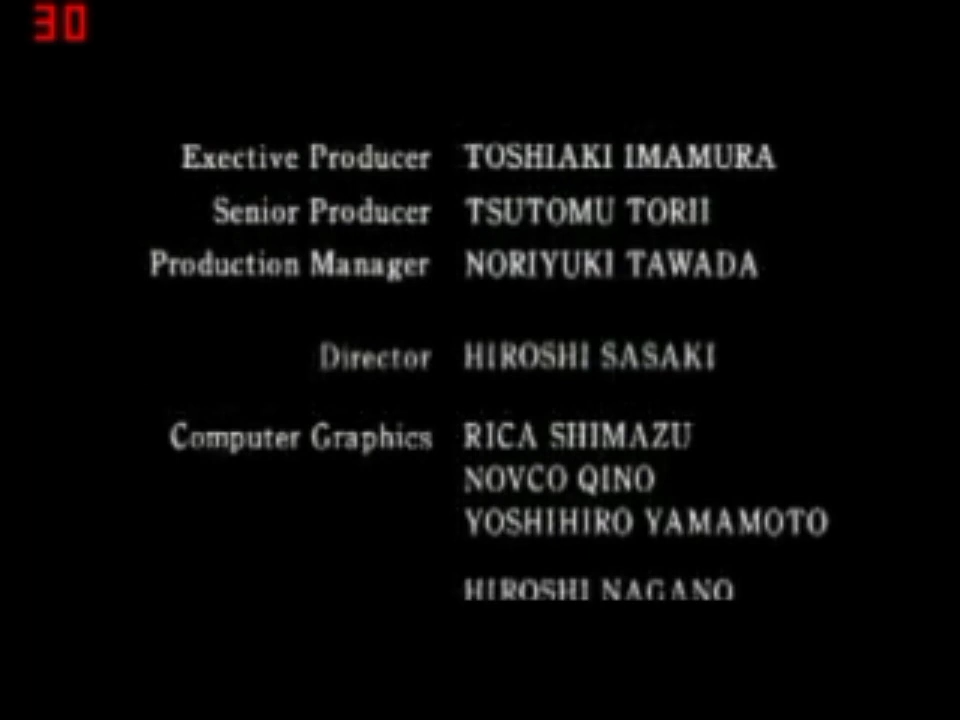 30
Exective Producer TOSHIAKI IMAMURA
Senior Producer TSUTOMU TORII
Production Manager NORIYUKI TAWADA
Director HIROSHI SASAKI
Computer Graphics RICA SHIMAZU
NOVCO QINO
YOSHIHIRO YAMAMOTO
HIROSHI NAGANO